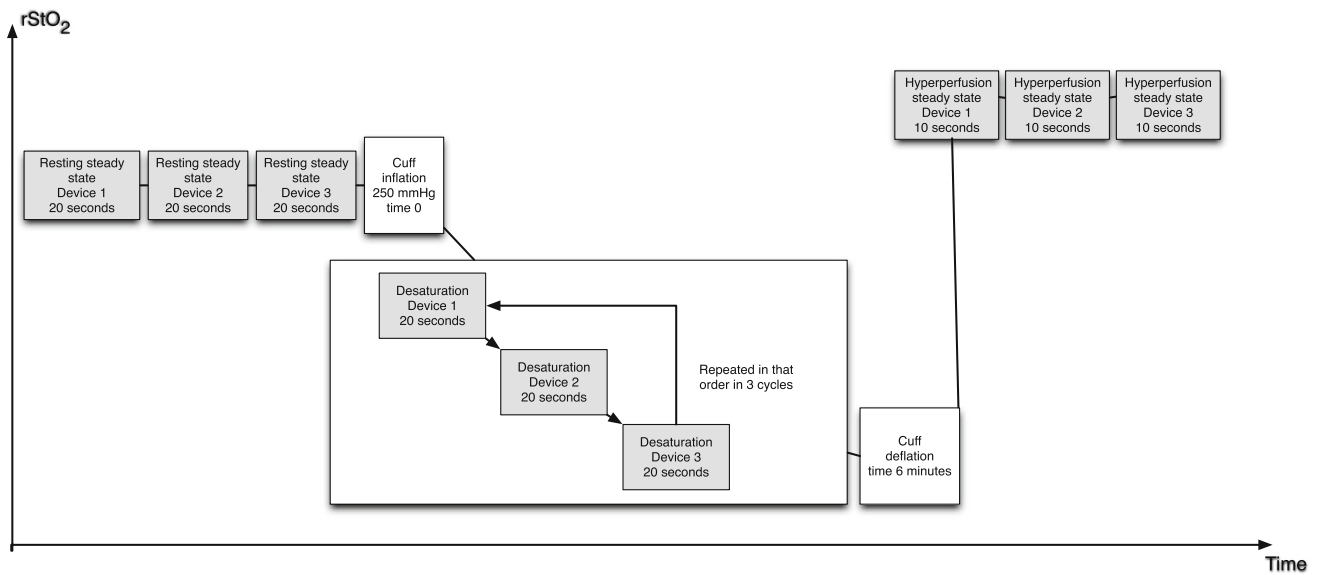 rStO2
Resting steady
state
Device 1
20 seconds
Resting steady
state
Device 2
20 seconds
Resting steady
state
Device 3
20 seconds
Cuff
inflation
250 mmHg
time 0
Desaturation
Device 1
20 seconds
Desaturation
Device 2
20 seconds
Desaturation
Device 3
20 seconds
Repeated in that
order in 3 cycles
Cuff
deflation
time 6 minutes
Hyperperfusion
steady state
Device 1
10 seconds
Hyperperfusion
steady state
Device 2
10 seconds
Hyperperfusion
steady state
Device 3
10 seconds
Time